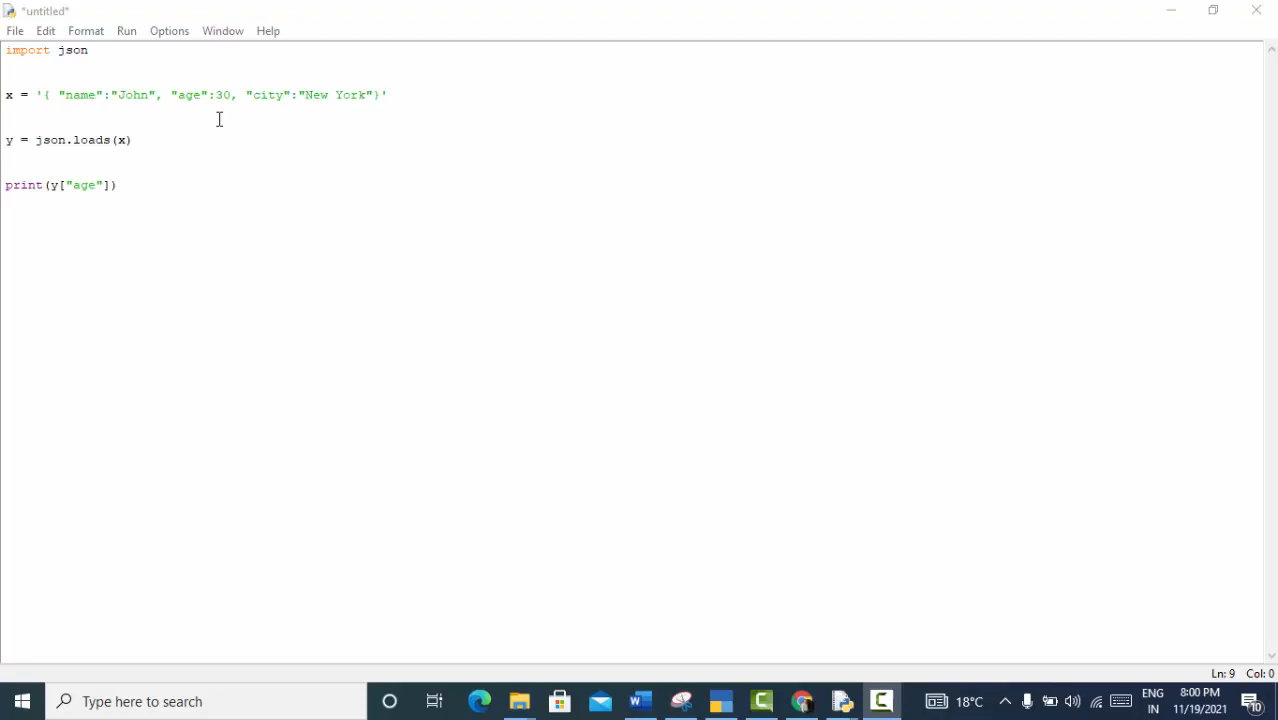 *untitled*
File Edit Format Run Options Window Help
import json
x = '{ "name":"John", "age":30, "city":"New York"}'
y = json.loads(x)
print(y["age"])
Ln: 9 Col: 0
Type here to search
18°C
ENG
IN
8:00 PM
11/19/2021
10